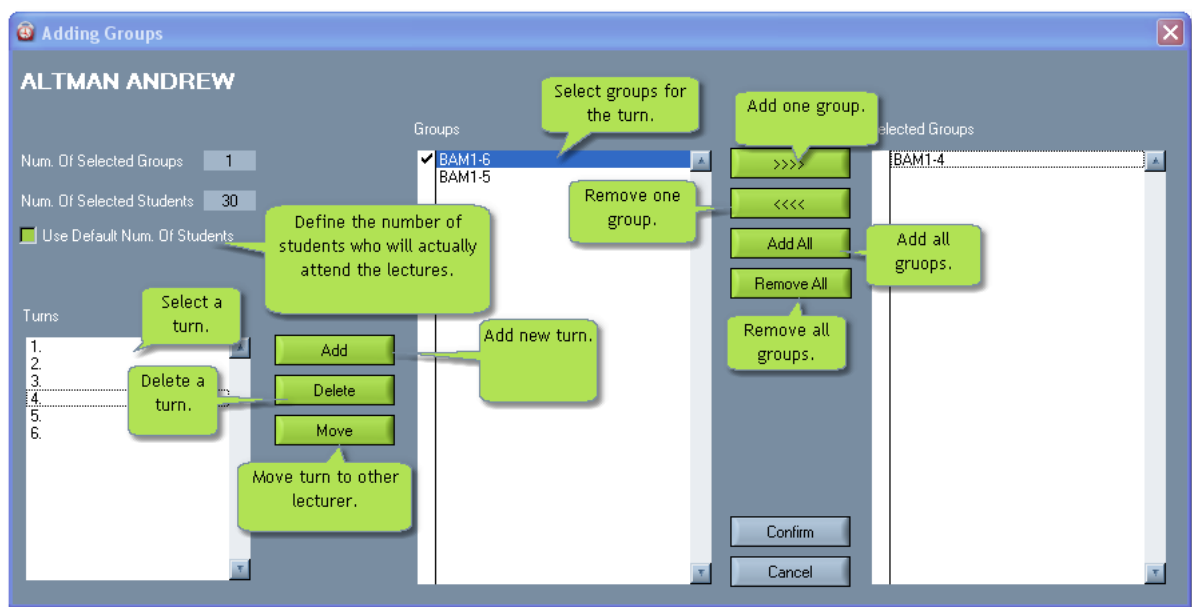 Adding Groups
ALTMAN ANDREW
Select groups for
the turn.
Add one group.
Groups
elected Groups
Num. Of Selected Groups 1
BAM1-6
BAM1-5
>>>>
BAM1-4
Remove one
group.
<<<<
Num. Of Selected Students 30
Use Default Num. Of Students
Define the number of
students who will actually
attend the lectures.
Add All
Add all
gruops.
Remove All
Remove all
groups.
Turns
Select a
turn.
1.
2.
3.
4.
5.
6.
Delete a
turn.
Add
Add new turn.
Delete
Move
Move turn to other
lecturer.
Confirm
Cancel